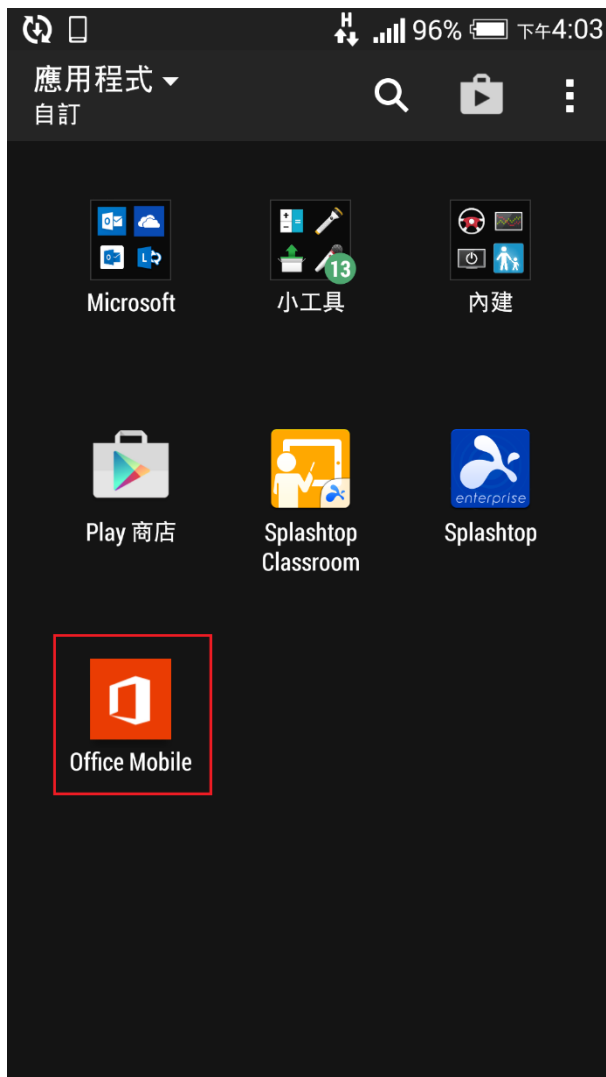 H
96%
下午4:03
應用程式
自訂
13
Microsoft
小工具
內建
enterprise
Play 商店
Splashtop
Classroom
Splashtop
Office Mobile